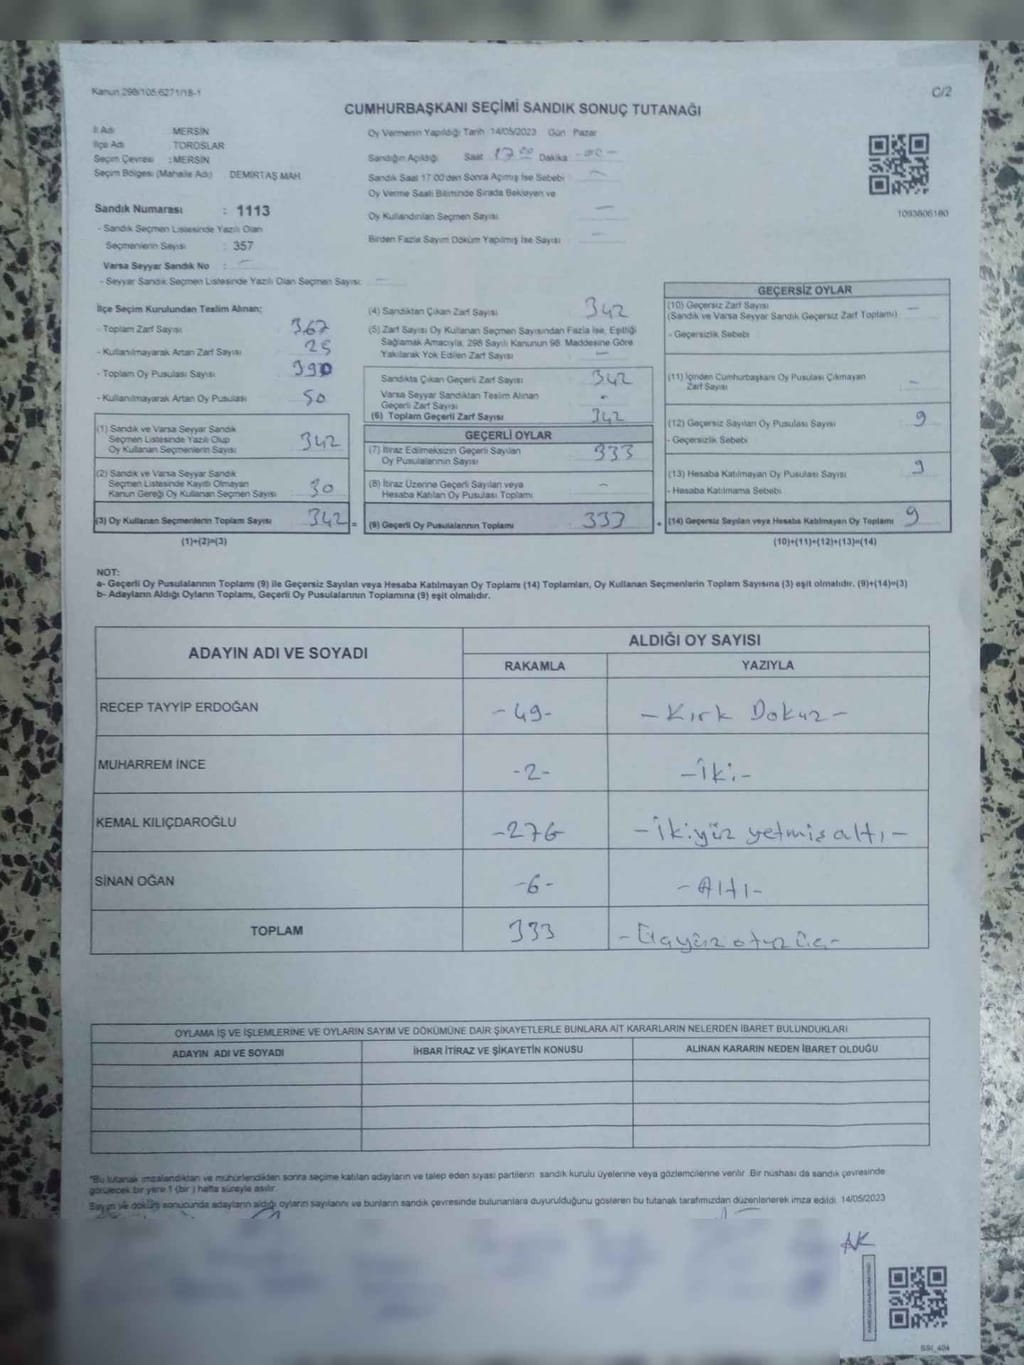 Kanun 298/105-6271/18-1
C/2
CUMHURBAŞKANI SEÇİMİ SANDIK SONUÇ TUTANAĞI
İl Adı : MERSİN
İlçe Adı : TOROSLAR
Seçim Çevresi : MERSİN
Seçim Bölgesi (Mahalle Adı) DEMİRTAŞ MAH.
Sandık Numarası : 1113
- Sandık Seçmen Listesinde Yazılı Olan
Seçmenlerin Sayısı : 357
Varsa Seyyar Sandık No : –
- Seyyar Sandık Seçmen Listesinde Yazılı Olan Seçmen Sayısı: –
Oy Vermenin Yapıldığı Tarih 14/05/2023 Gün Pazar
Sandığın Açıldığı Saat 17 00 Dakika
Sandık Saat 17:00'den Sonra Açımış İse Sebebi –
Oy Verme Saati Bitiminde Sırada Bekleyen ve
Oy Kullandırılan Seçmen Sayısı –
Birden Fazla Sayım Döküm Yapılmış İse Sayısı –
1093806180
İlçe Seçim Kurulundan Teslim Alınan;
- Toplam Zarf Sayısı 367
- Kullanılmayarak Artan Zarf Sayısı 25
- Toplam Oy Pusulası Sayısı 390
- Kullanılmayarak Artan Oy Pusulası 50
(1) Sandık ve Varsa Seyyar Sandık
Seçmen Listesinde Yazılı Olup
Oy Kullanan Seçmenlerin Sayısı 342
(2) Sandık ve Varsa Seyyar Sandık
Seçmen Listesinde Kayıtlı Olmayan
Kanun Gereği Oy Kullanan Seçmen Sayısı 30
(3) Oy Kullanan Seçmenlerin Toplam Sayısı 342 =
(1)+(2)=(3)
(4) Sandıktan Çıkan Zarf Sayısı 342
(5) Zarf Sayısı Oy Kullanan Seçmen Sayısından Fazla İse, Eşitliği
Sağlamak Amacıyla, 298 Sayılı Kanunun 98. Maddesine Göre
Yakılarak Yok Edilen Zarf Sayısı –
Sandıkta Çıkan Geçerli Zarf Sayısı 342
Varsa Seyyar Sandıktan Teslim Alınan
Geçerli Zarf Sayısı -
(6) Toplam Geçerli Zarf Sayısı 342
GEÇERLİ OYLAR
(7) İtiraz Edilmeksizin Geçerli Sayılan
Oy Pusulalarının Sayısı 333
(8) İtiraz Üzerine Geçerli Sayılan veya
Hesaba Katılan Oy Pusulası Toplamı –
(9) Geçerli Oy Pusulalarının Toplamı 333 +
GEÇERSİZ OYLAR
(10) Geçersiz Zarf Sayısı
(Sandık ve Varsa Seyyar Sandık Geçersiz Zarf Toplamı) –
- Geçersizlik Sebebi
(11) İçinden Cumhurbaşkanı Oy Pusulası Çıkmayan
Zarf Sayısı –
(12) Geçersiz Sayılan Oy Pusulası Sayısı 9
- Geçersizlik Sebebi
(13) Hesaba Katılmayan Oy Pusulası Sayısı 9
- Hesaba Katılmama Sebebi
(14) Geçersiz Sayılan veya Hesaba Katılmayan Oy Toplamı 9
(10)+(11)+(12)+(13)=(14)
NOT:
a- Geçerli Oy Pusulalarının Toplamı (9) ile Geçersiz Sayılan veya Hesaba Katılmayan Oy Toplamı (14) Toplamları, Oy Kullanan Seçmenlerin Toplam Sayısına (3) eşit olmalıdır. (9)+(14)=(3)
b- Adayların Aldığı Oyların Toplamı, Geçerli Oy Pusulalarının Toplamına (9) eşit olmalıdır.
ADAYIN ADI VE SOYADI
ALDIĞI OY SAYISI
RAKAMLA YAZIYLA
RECEP TAYYİP ERDOĞAN -49- -Kırk Dokuz-
MUHARREM İNCE -2- -İki-
KEMAL KILIÇDAROĞLU -276- -İkiyüz yetmişaltı-
SİNAN OĞAN -6- -Altı-
TOPLAM 333 -Üçyüz otuz üç-
OYLAMA İŞ VE İŞLEMLERİNE VE OYLARIN SAYIM VE DÖKÜMÜNE DAİR ŞİKAYETLERLE BUNLARA AİT KARARLARIN NELERDEN İBARET BULUNDUKLARI
ADAYIN ADI VE SOYADI İHBAR İTİRAZ VE ŞİKAYETİN KONUSU ALINAN KARARIN NEDEN İBARET OLDUĞU
*Bu tutanak imzalandıktan ve mühürlendikten sonra seçime katılan adayların ve talep eden siyasi partilerin sandık kurulu üyelerine veya gözlemcilerine verilir. Bir nüshası da sandık çevresinde
görülecek bir yere 1 (bir ) hafta süreyle asılır.
Sayım ve döküm sonucunda adayların aldığı oyların sayılarını ve bunların sandık çevresinde bulunanlara duyurulduğunu gösteren bu tutanak tarafımızdan düzenlenerek imza edildi. 14/05/2023
AK
SSI_404